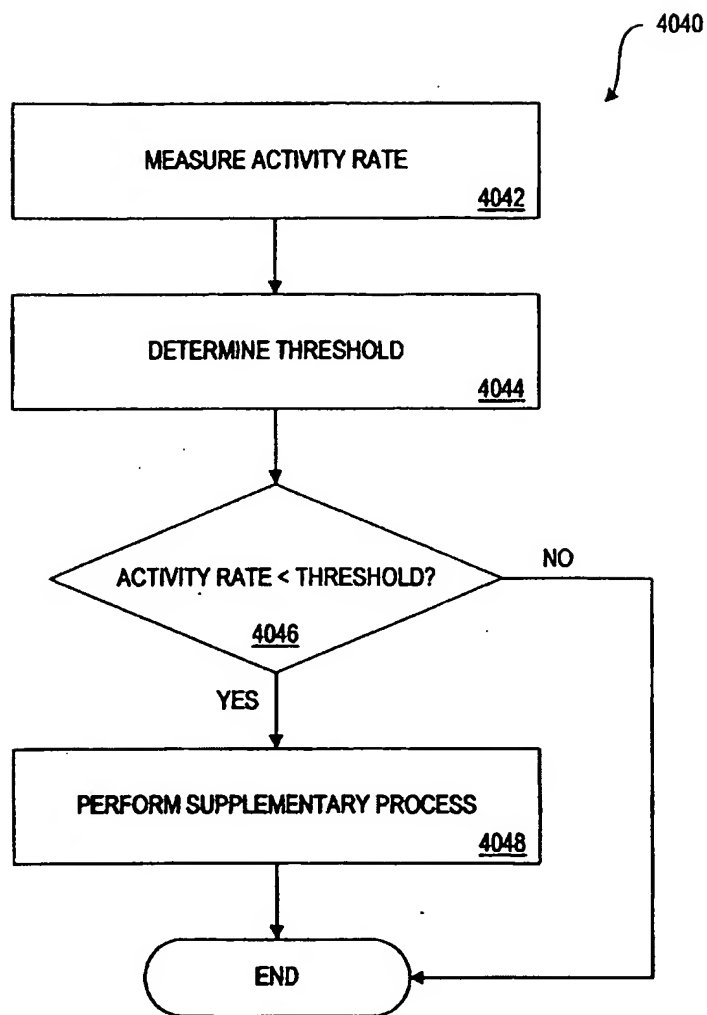 4040
MEASURE ACTIVITY RATE
4042
DETERMINE THRESHOLD
4044
ACTIVITY RATE < THRESHOLD?
4046
NO
YES
PERFORM SUPPLEMENTARY PROCESS
4048
END